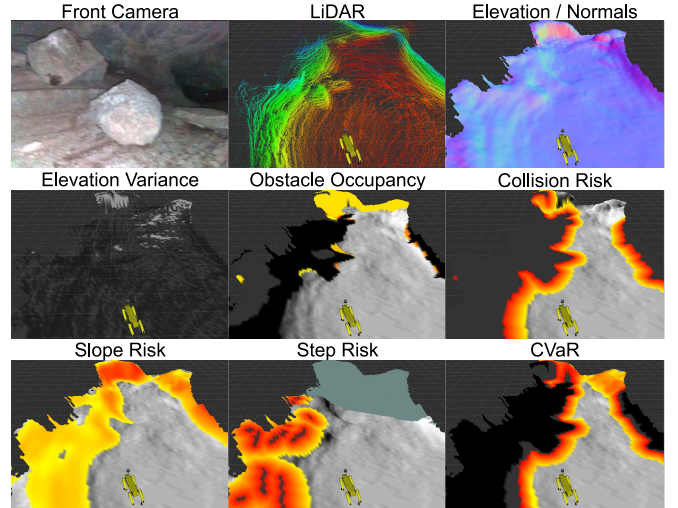 Front Camera
LiDAR
Elevation / Normals
Elevation Variance
Obstacle Occupancy
Collision Risk
Slope Risk
Step Risk
CVaR